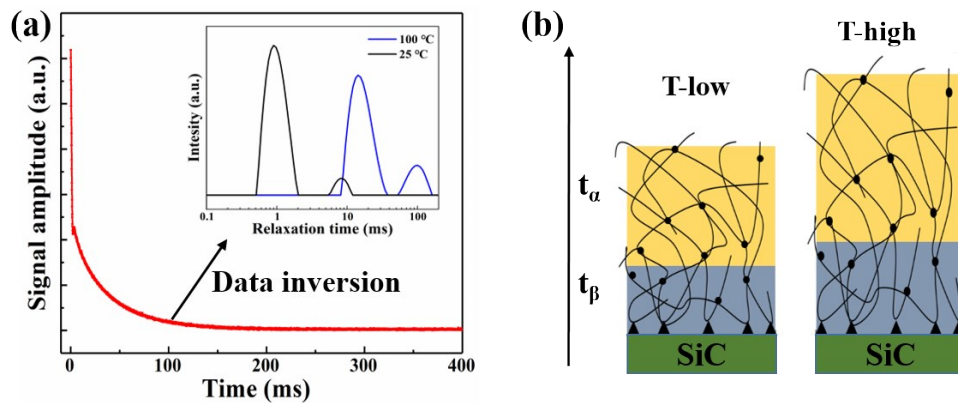 (a)
Signal amplitude (a.u.)
Time (ms)
0
100
200
300
400
Data inversion
Intesity (a.u.)
Relaxation time (ms)
0.1
1
10
100
100 °C
25 °C
(b)
T-low
T-high
tα
tβ
SiC
SiC